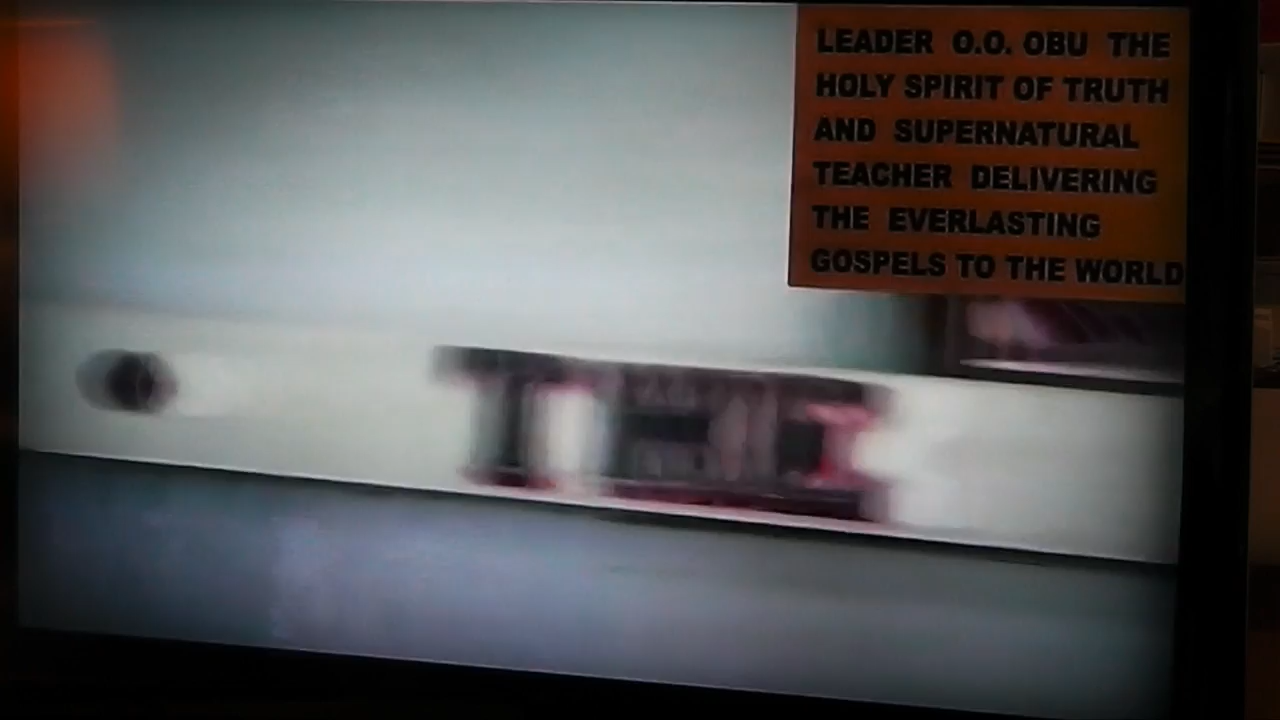 LEADER O.O. OBU THE
HOLY SPIRIT OF TRUTH
AND SUPERNATURAL
TEACHER DELIVERING
THE EVERLASTING
GOSPELS TO THE WORLD